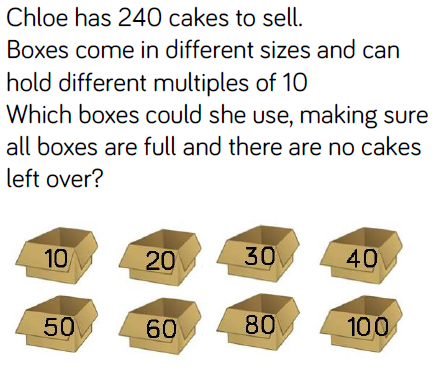 Chloe has 240 cakes to sell.
Boxes come in different sizes and can
hold different multiples of 10
Which boxes could she use, making sure
all boxes are full and there are no cakes
left over?
10 20 30 40
50 60 80 100